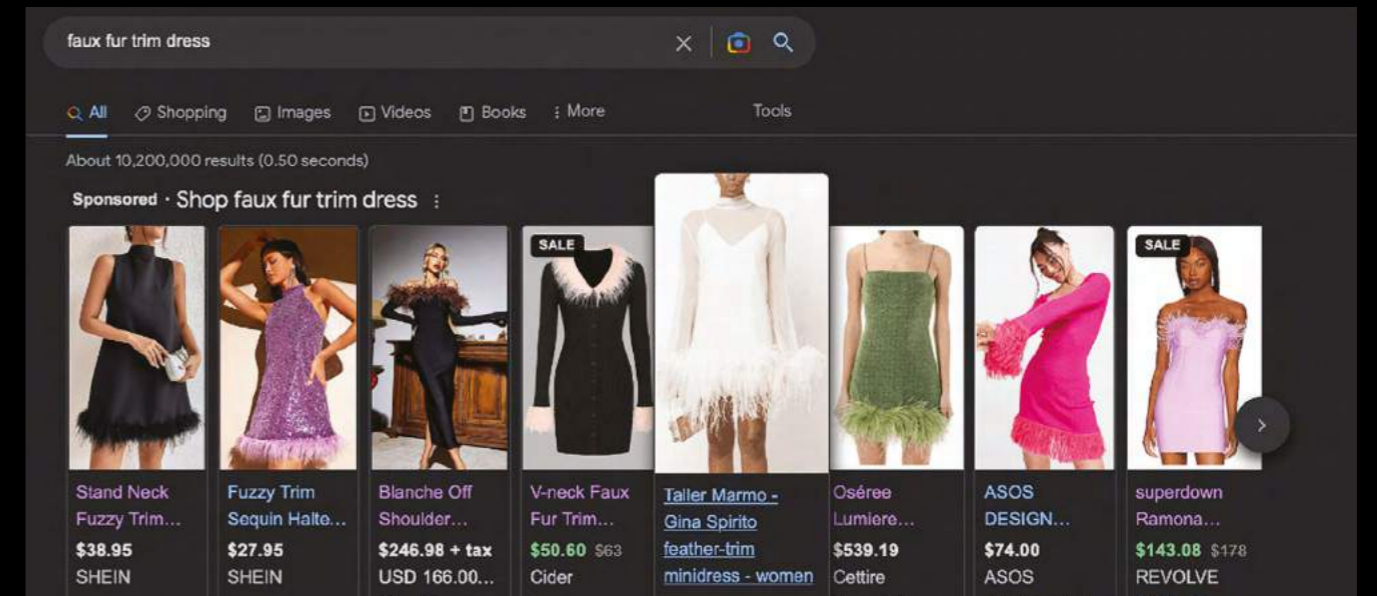 faux fur trim dress
All Shopping Images Videos Books More Tools
About 10,200,000 results (0.50 seconds)
Sponsored · Shop faux fur trim dress
SALE
SALE
Stand Neck
Fuzzy Trim...
$38.95
SHEIN
Fuzzy Trim
Sequin Halte...
$27.95
SHEIN
Blanche Off
Shoulder...
$246.98 + tax
USD 166.00...
V-neck Faux
Fur Trim...
$50.60 $63
Cider
Taller Marmo -
Gina Spirito
feather-trim
minidress - women
Oséree
Lumiere...
$539.19
Cettire
ASOS
DESIGN...
$74.00
ASOS
superdown
Ramona...
$143.08 $178
REVOLVE